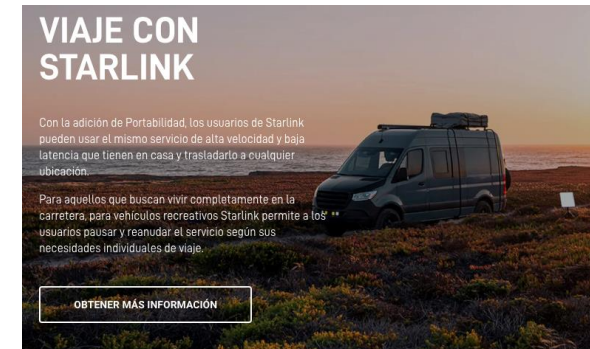 VIAJE CON
STARLINK
Con la adición de Portabilidad, los usuarios de Starlink
pueden usar el mismo servicio de alta velocidad y baja
latencia que tienen en casa y trasladarlo a cualquier
ubicación.
Para aquellos que buscan vivir completamente en la
carretera, para vehículos recreativos Starlink permite a los
usuarios pausar y reanudar el servicio según sus
necesidades individuales de viaje.
OBTENER MÁS INFORMACIÓN